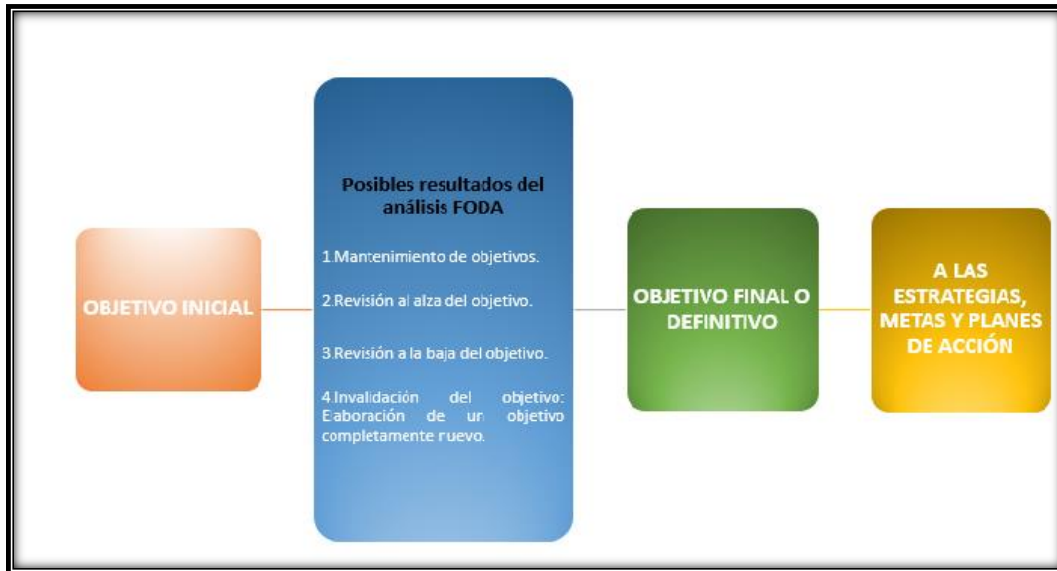 OBJETIVO INICIAL
Posibles resultados del
análisis FODA
1.Mantenimiento de objetivos.
2.Revisión al alza del objetivo.
3.Revisión a la baja del objetivo.
4.Invalidación del objetivo:
Elaboración de un objetivo
completamente nuevo.
OBJETIVO FINAL O
DEFINITIVO
A LAS
ESTRATEGIAS,
METAS Y PLANES
DE ACCIÓN